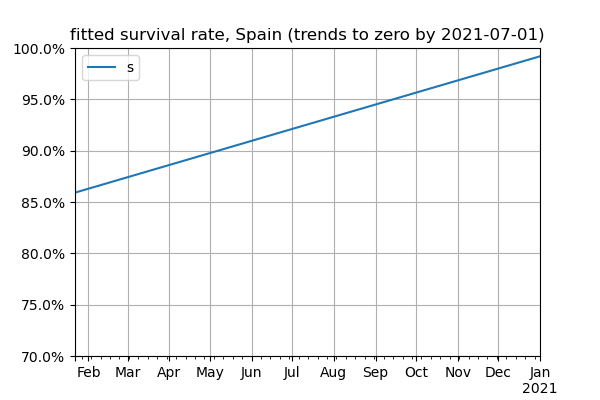 fitted survival rate, Spain (trends to zero by 2021-07-01)
100.0%
s
95.0%
90.0%
85.0%
80.0%
75.0%
70.0%
Feb Mar Apr May Jun Jul Aug Sep Oct Nov Dec Jan
2021